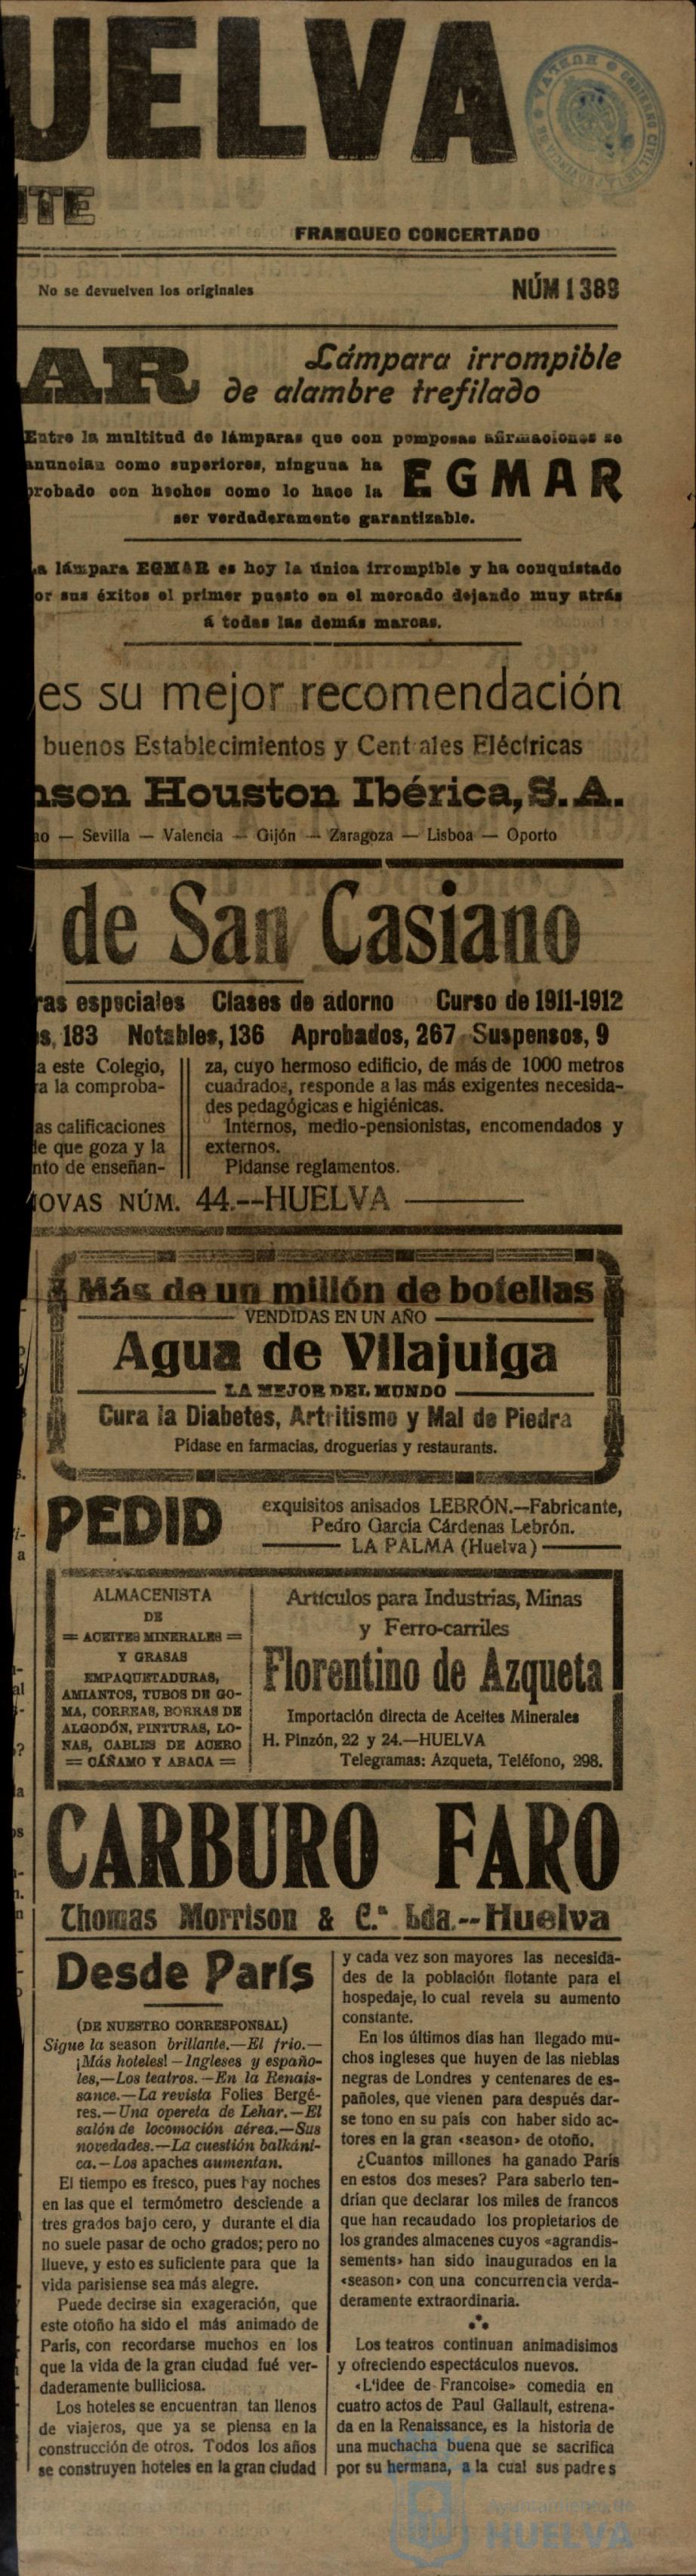 UELVA
FRANQUEO CONCERTADO
No se devuelven los originales
NÚM 1383
AR
Lámpara irrompible
de alambre trefilado
Entre la multitud de lámparas que con pomposas afirmaciones se
anuncian como superiores, ninguna ha
probado con hechos como lo hace la
EGMAR
ser verdaderamente garantizable.
a lámpara EGMAR es hoy la única irrompible y ha conquistado
or sus éxitos el primer puesto en el mercado dejando muy atrás
á todas las demás marcas.
es su mejor recomendación
buenos Establecimientos y Cent ales Eléctricas
nson Houston Ibérica, S. A.
ao — Sevilla — Valencia — Gijón — Zaragoza — Lisboa — Oporto
de San Casiano
ras especiales Clases de adorno Curso de 1911-1912
s, 183 Notables, 136 Aprobados, 267 Suspensos, 9
a este Colegio,
ra la comproba-
as calificaciones
de que goza y la
nto de enseñan-
za, cuyo hermoso edificio, de más de 1000 metros
cuadrados, responde a las más exigentes necesida-
des pedagógicas e higiénicas.
Internos, medio-pensionistas, encomendados y
externos.
Pídanse reglamentos.
NOVAS NÚM. 44.--HUELVA
Más de un millón de botellas
VENDIDAS EN UN AÑO
Agua de Vilajuiga
LA MEJOR DEL MUNDO
Cura la Diabetes, Artritismo y Mal de Piedra
Pídase en farmacias, droguerías y restaurants.
PEDID
exquisitos anisados LEBRÓN.—Fabricante,
Pedro García Cárdenas Lebrón.
LA PALMA (Huelva)
ALMACENISTA
DE
ACEITES MINERALES
Y GRASAS
EMPAQUETADURAS,
AMIANTOS, TUBOS DE GO-
MA, CORREAS, BORRAS DE
ALGODÓN, PINTURAS, LO-
NAS, CABLES DE ACERO
CÁÑAMO Y ABACA
Artículos para Industrias, Minas
y Ferro-carriles
Florentino de Azqueta
Importación directa de Aceites Minerales
H. Pinzón, 22 y 24.—HUELVA
Telegramas: Azqueta, Teléfono, 298.
CARBURO FARO
Thomas Morrison & C.ª Lda.--Huelva
Desde París
(DE NUESTRO CORRESPONSAL)
Sigue la season brillante.—El frio.—
¡Más hoteles!—Ingleses y españo-
les,—Los teatros.—En la Renais-
sance.—La revista Folies Bergé-
res.—Una opereta de Lehar.—El
salón de locomoción aérea.—Sus
novedades.—La cuestión balkáni-
ca.—Los apaches aumentan.
El tiempo es fresco, pues hay noches
en las que el termómetro desciende a
tres grados bajo cero, y durante el dia
no suele pasar de ocho grados; pero no
llueve, y esto es suficiente para que la
vida parisiense sea más alegre.
Puede decirse sin exageración, que
este otoño ha sido el más animado de
París, con recordarse muchos en los
que la vida de la gran ciudad fué ver-
daderamente bulliciosa.
Los hoteles se encuentran tan llenos
de viajeros, que ya se piensa en la
construcción de otros. Todos los años
se construyen hoteles en la gran ciudad
y cada vez son mayores las necesida-
des de la población flotante para el
hospedaje, lo cual revela su aumento
constante.
En los últimos días han llegado mu-
chos ingleses que huyen de las nieblas
negras de Londres y centenares de es-
pañoles, que vienen para después dar-
se tono en su país con haber sido ac-
tores en la gran «season» de otoño.
¿Cuantos millones ha ganado París
en estos dos meses? Para saberlo ten-
drían que declarar los miles de francos
que han recaudado los propietarios de
los grandes almacenes cuyos «agrandis-
sements» han sido inaugurados en la
«season» con una concurrencia verda-
deramente extraordinaria.
Los teatros continuan animadisimos
y ofreciendo espectáculos nuevos.
«L'idee de Francoise» comedia en
cuatro actos de Paul Gallault, estrena-
da en la Renaissance, es la historia de
una muchacha buena que se sacrifica
por su hermana, a la cual sus padres
Ayuntamiento de
HUELVA